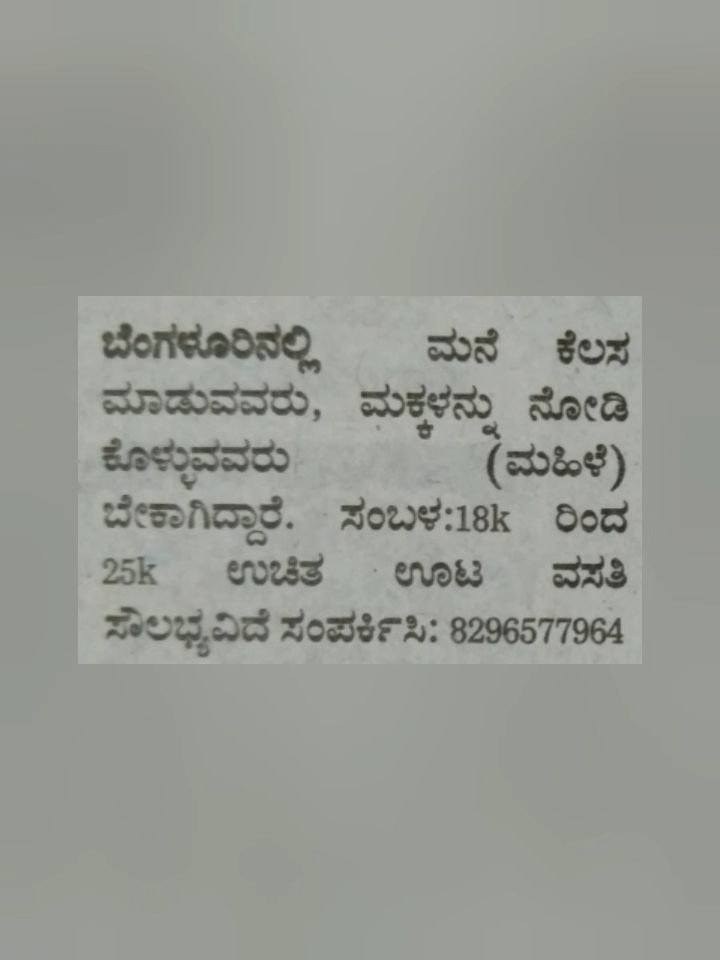 ಬೆಂಗಳೂರಿನಲ್ಲಿ ಮನೆ ಕೆಲಸ
ಮಾಡುವವರು, ಮಕ್ಕಳನ್ನು ನೋಡಿ
ಕೊಳ್ಳುವವರು (ಮಹಿಳೆ)
ಬೇಕಾಗಿದ್ದಾರೆ. ಸಂಬಳ:18k ರಿಂದ
25k ಉಚಿತ ಊಟ ವಸತಿ
ಸೌಲಭ್ಯವಿದೆ ಸಂಪರ್ಕಿಸಿ: 8296577964